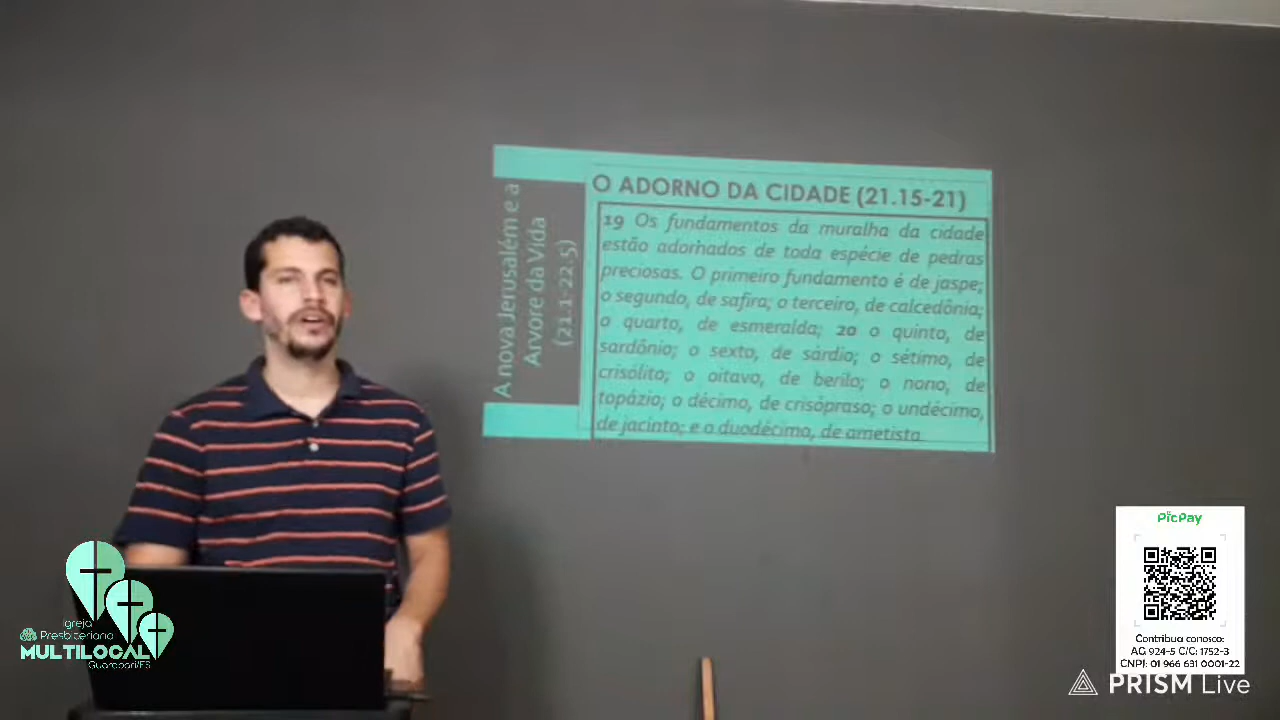 A nova Jerusalém e a
Árvore da Vida
(21.1-22.5)
O ADORNO DA CIDADE (21.15-21)
19 Os fundamentos da muralha da cidade
estão adornados de toda espécie de pedras
preciosas. O primeiro fundamento é de jaspe;
o segundo, de safira; o terceiro, de calcedônia;
o quarto, de esmeralda; 20 o quinto, de
sardônio; o sexto, de sárdio; o sétimo, de
crisólito; o oitavo, de berilo; o nono, de
topázio; o décimo, de crisópraso; o undécimo,
de jacinto; e o duodécimo, de ametista.
Igreja
Presbiteriana
MULTILOCAL
Guarapari/ES
PicPay
Contribua conosco:
AG 924-5 C/C: 1752-3
CNPJ: 01 966 631 0001-22
PRISM Live